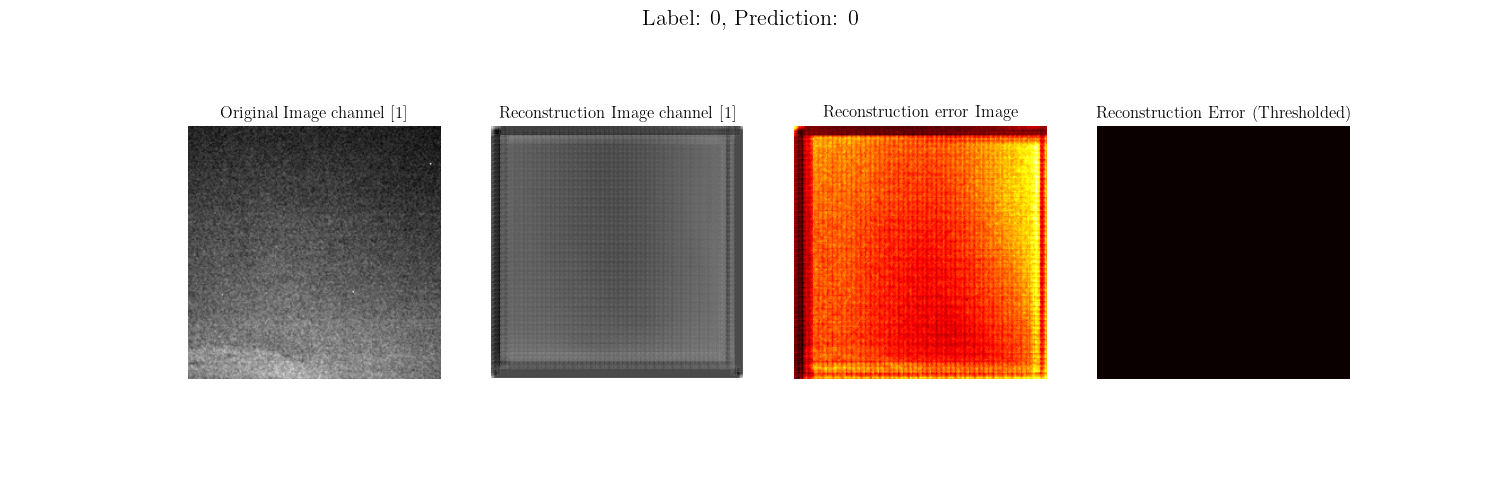 Label: 0, Prediction: 0
Original Image channel [1]
Reconstruction Image channel [1]
Reconstruction error Image
Reconstruction Error (Thresholded)